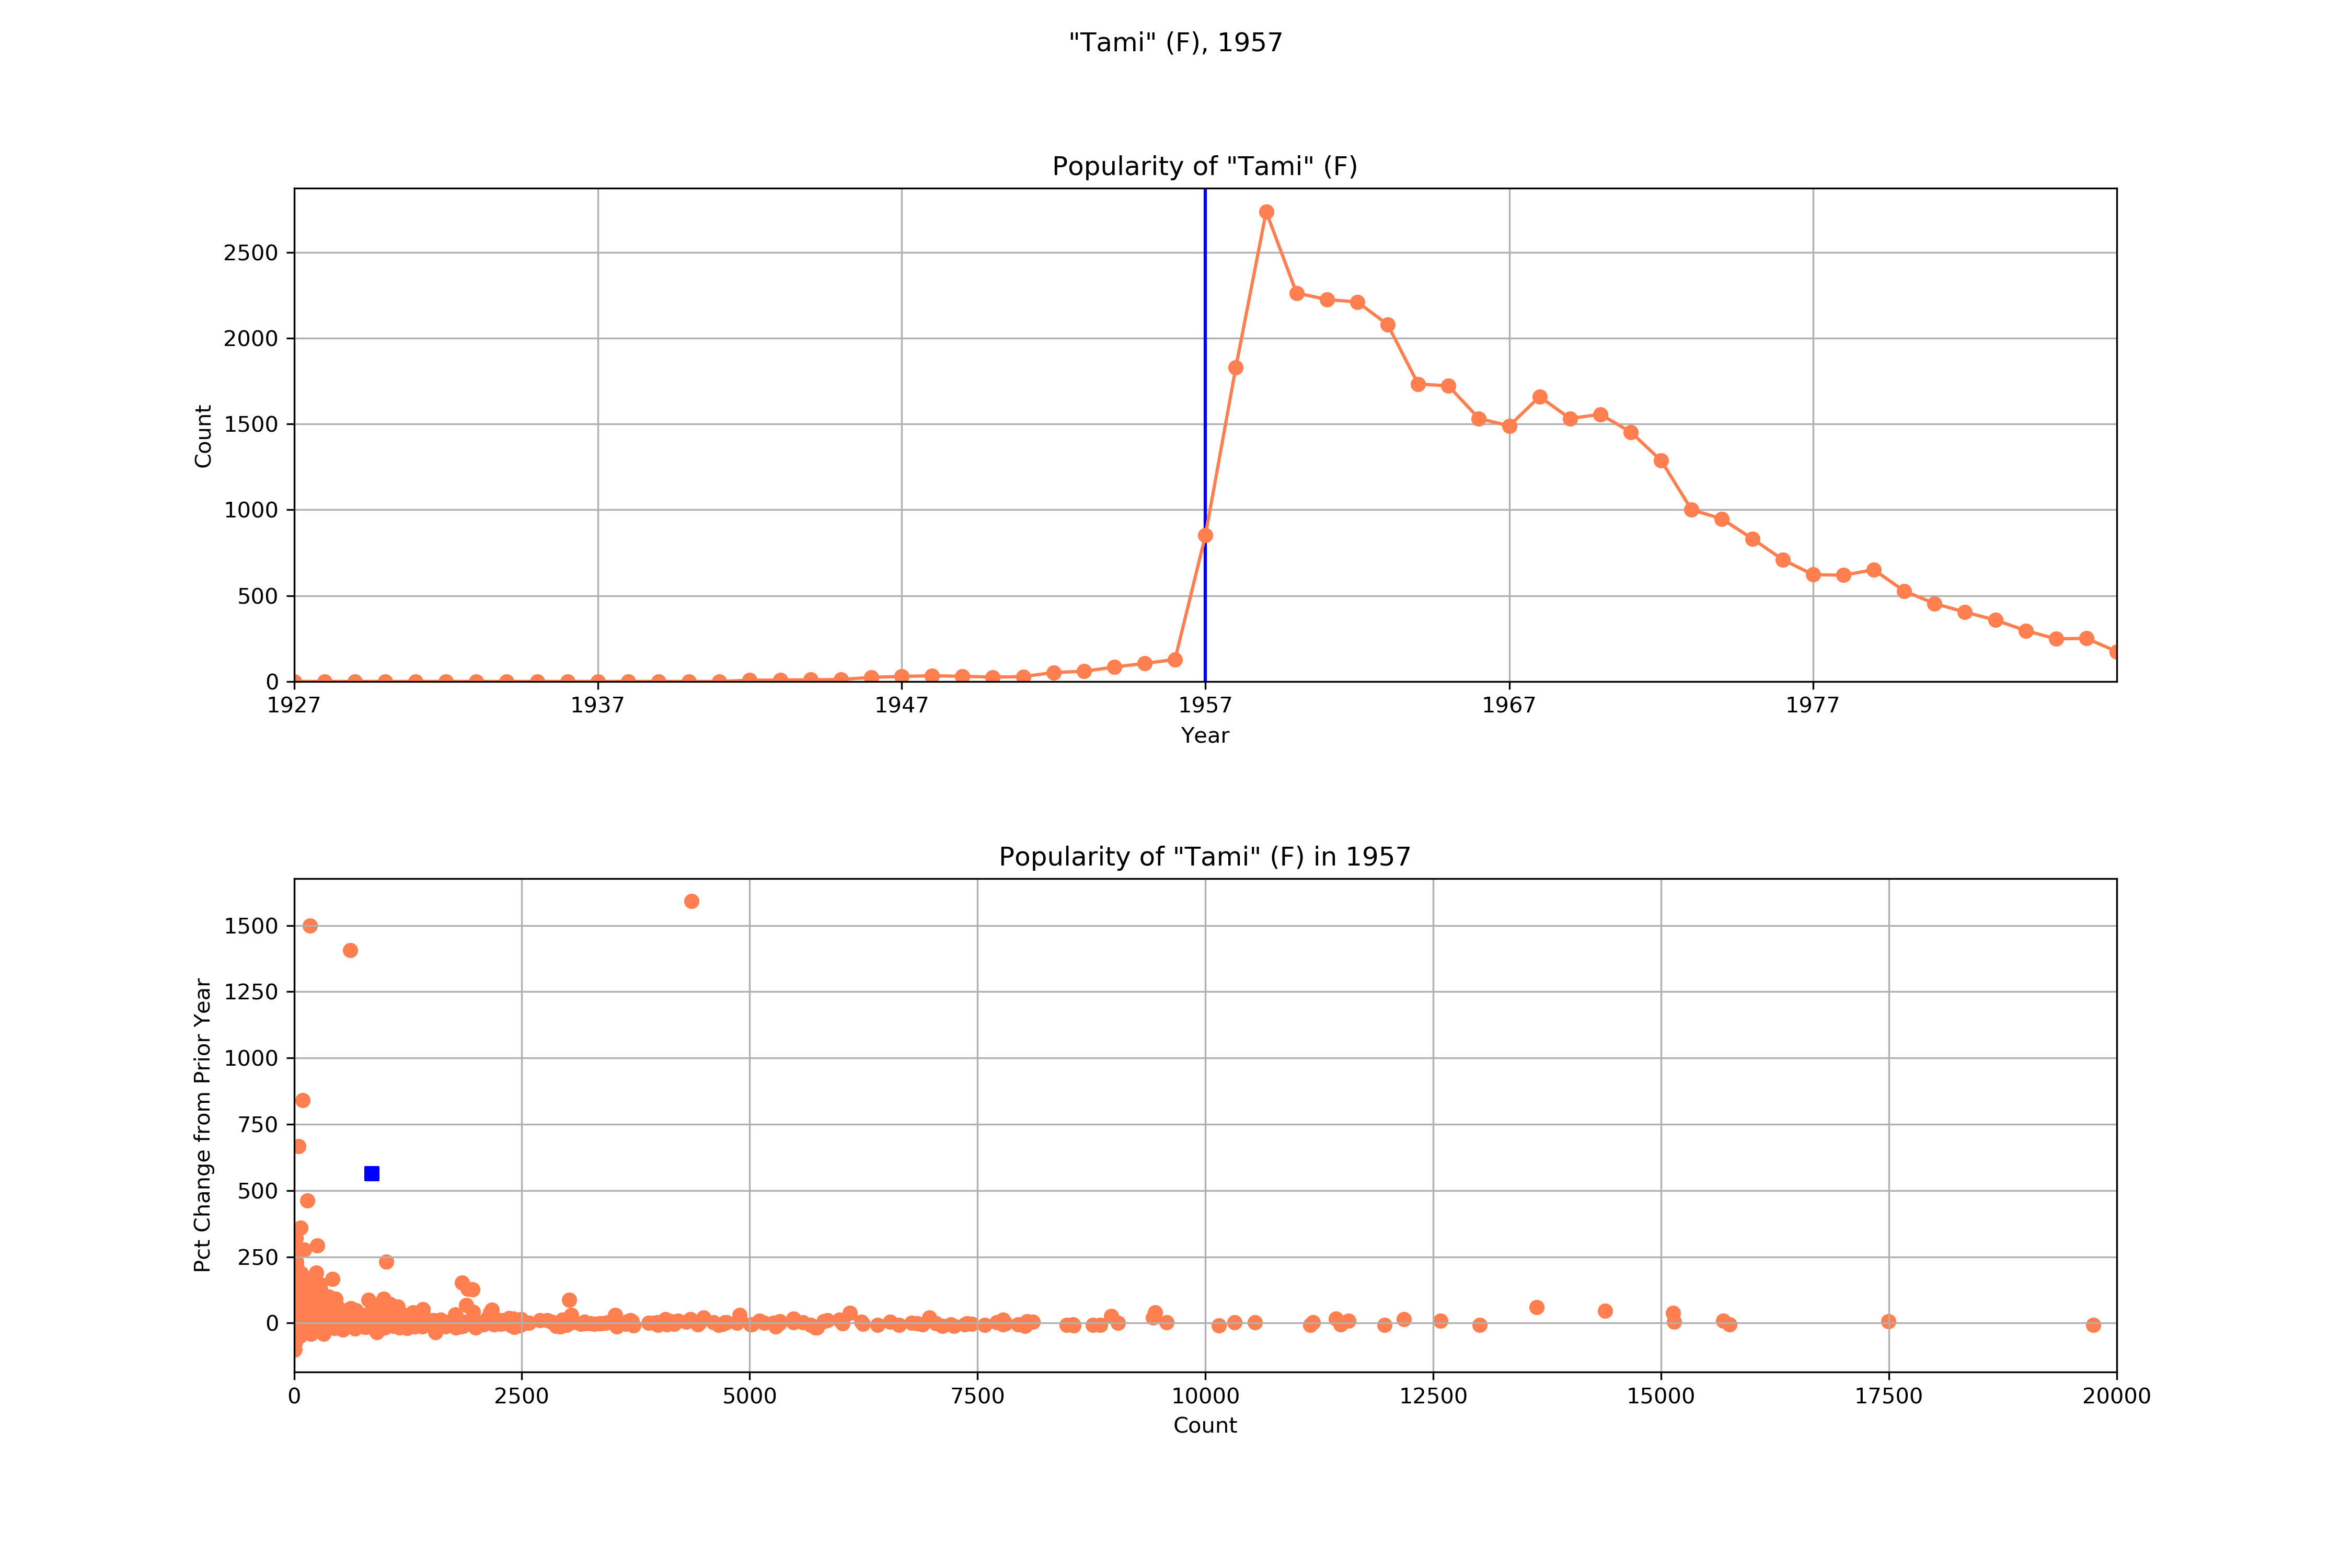 "Tami" (F), 1957
Popularity of "Tami" (F)
2500
2000
1500
1000
500
0
Count
1927 1937 1947 1957 1967 1977
Year
Popularity of "Tami" (F) in 1957
1500
1250
1000
750
500
250
0
Pct Change from Prior Year
0 2500 5000 7500 10000 12500 15000 17500 20000
Count